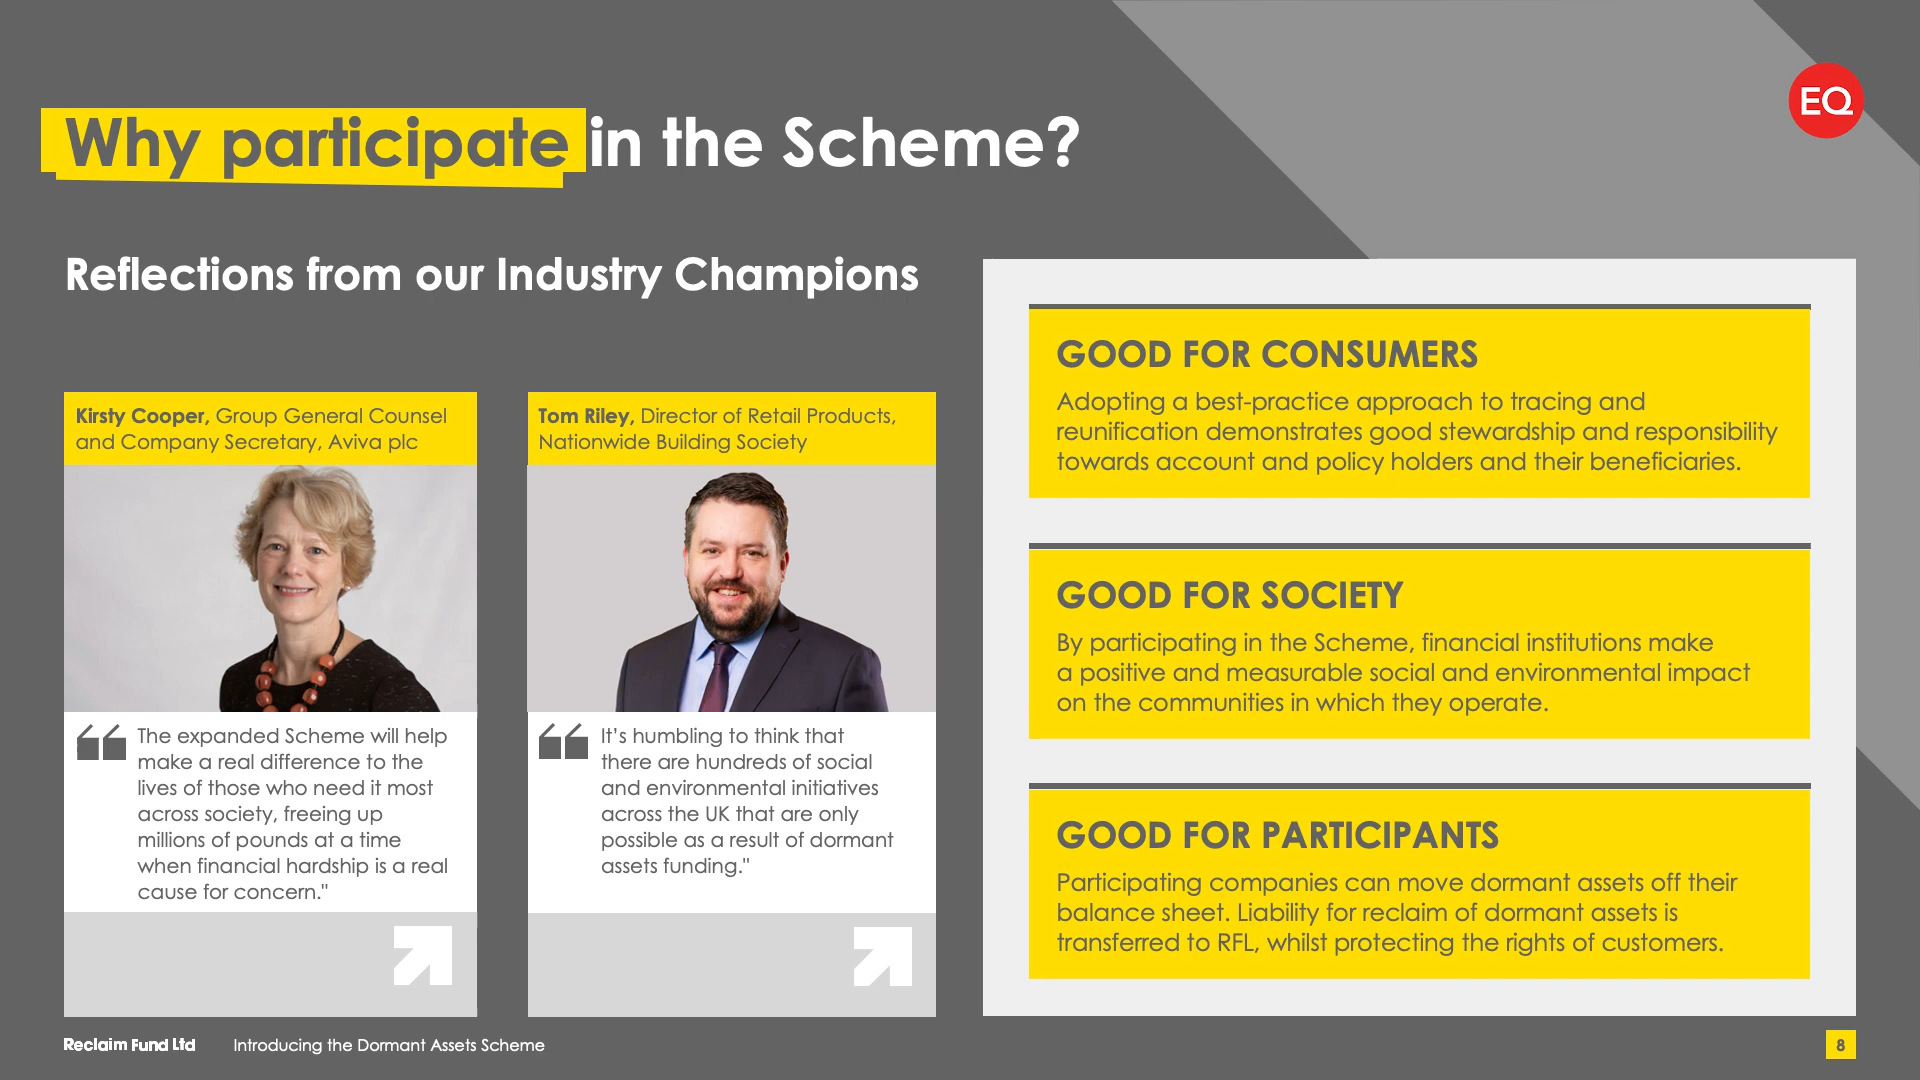 EQ
Why participate in the Scheme?
Reflections from our Industry Champions
Kirsty Cooper, Group General Counsel
and Company Secretary, Aviva plc
The expanded Scheme will help
make a real difference to the
lives of those who need it most
across society, freeing up
millions of pounds at a time
when financial hardship is a real
cause for concern."
Tom Riley, Director of Retail Products,
Nationwide Building Society
It's humbling to think that
there are hundreds of social
and environmental initiatives
across the UK that are only
possible as a result of dormant
assets funding."
GOOD FOR CONSUMERS
Adopting a best-practice approach to tracing and
reunification demonstrates good stewardship and responsibility
towards account and policy holders and their beneficiaries.
GOOD FOR SOCIETY
By participating in the Scheme, financial institutions make
a positive and measurable social and environmental impact
on the communities in which they operate.
GOOD FOR PARTICIPANTS
Participating companies can move dormant assets off their
balance sheet. Liability for reclaim of dormant assets is
transferred to RFL, whilst protecting the rights of customers.
Reclaim Fund Ltd Introducing the Dormant Assets Scheme
8